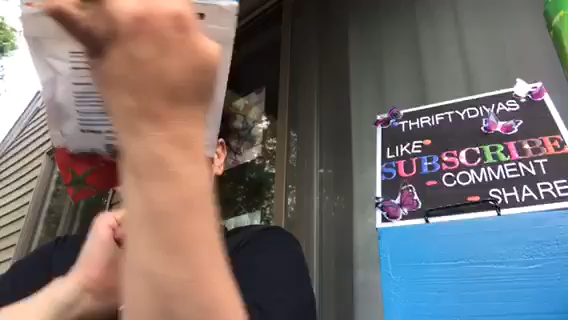 THRIFTYDIVAS
LIKE
SUBSCRIBE
COMMENT
SHARE